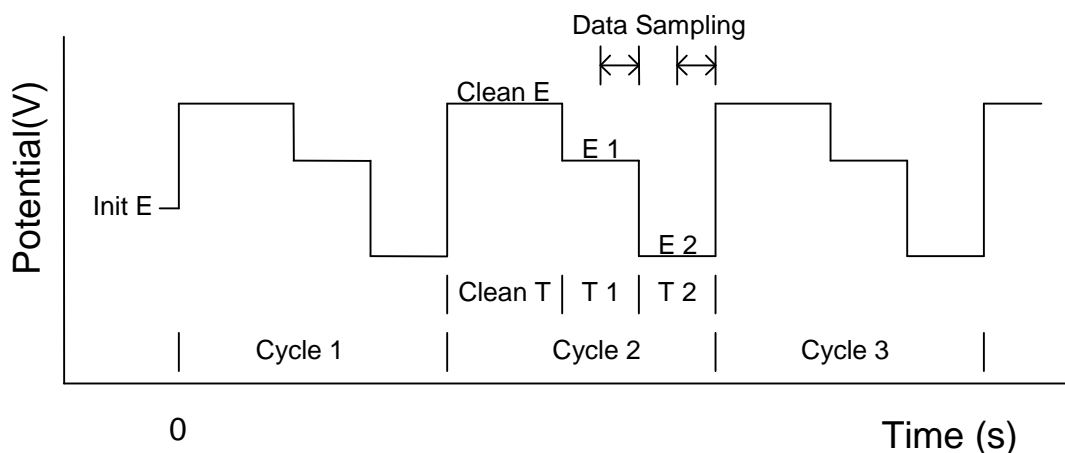 Data Sampling
Clean E
E 1
Init E
E 2
Clean T
T 1
T 2
Cycle 1
Cycle 2
Cycle 3
Potential(V)
0
Time (s)